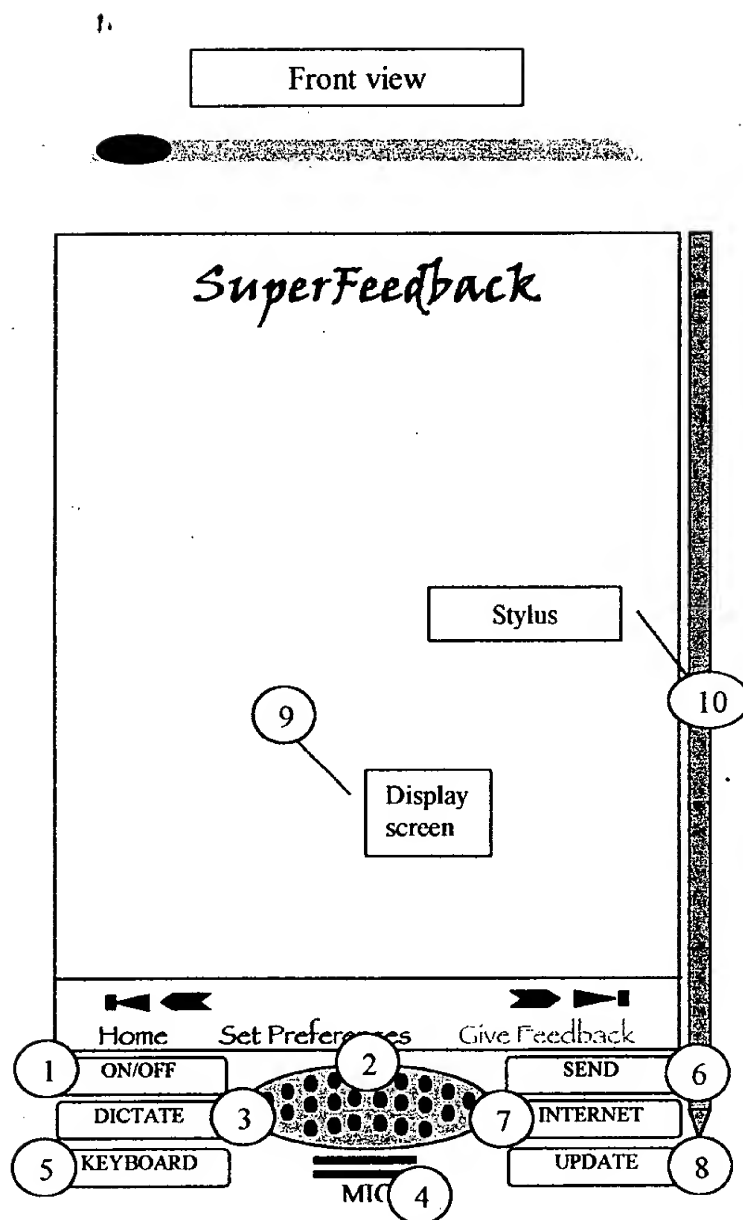 1.
Front view
SuperFeedback
Stylus
10
9
Display
screen
Home Set Preferences Give Feedback
1 ON/OFF 2 SEND 6
DICTATE 3 7 INTERNET
5 KEYBOARD UPDATE 8
MIC 4